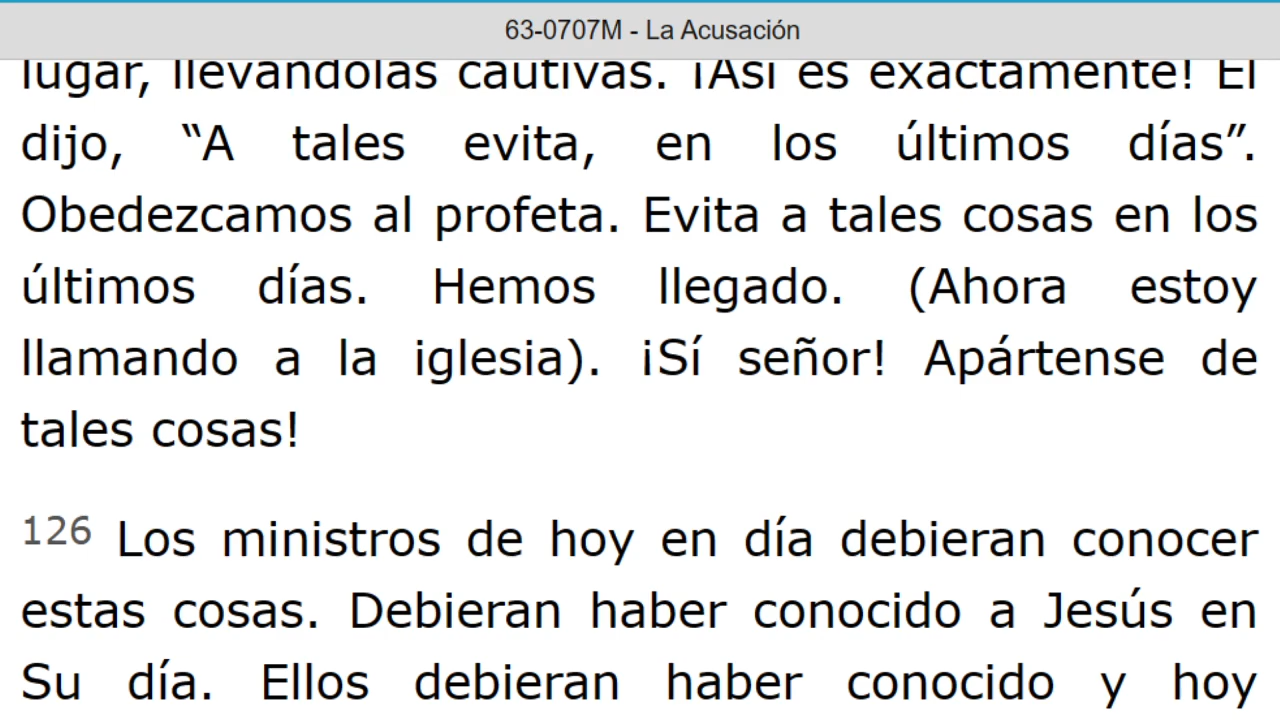 63-0707M - La Acusación
lugar, llevándolas cautivas. ¡Así es exactamente! Él
dijo, “A tales evita, en los últimos días”.
Obedezcamos al profeta. Evita a tales cosas en los
últimos días. Hemos llegado. (Ahora estoy
llamando a la iglesia). ¡Sí señor! Apártense de
tales cosas!
126 Los ministros de hoy en día debieran conocer
estas cosas. Debieran haber conocido a Jesús en
Su día. Ellos debieran haber conocido y hoy